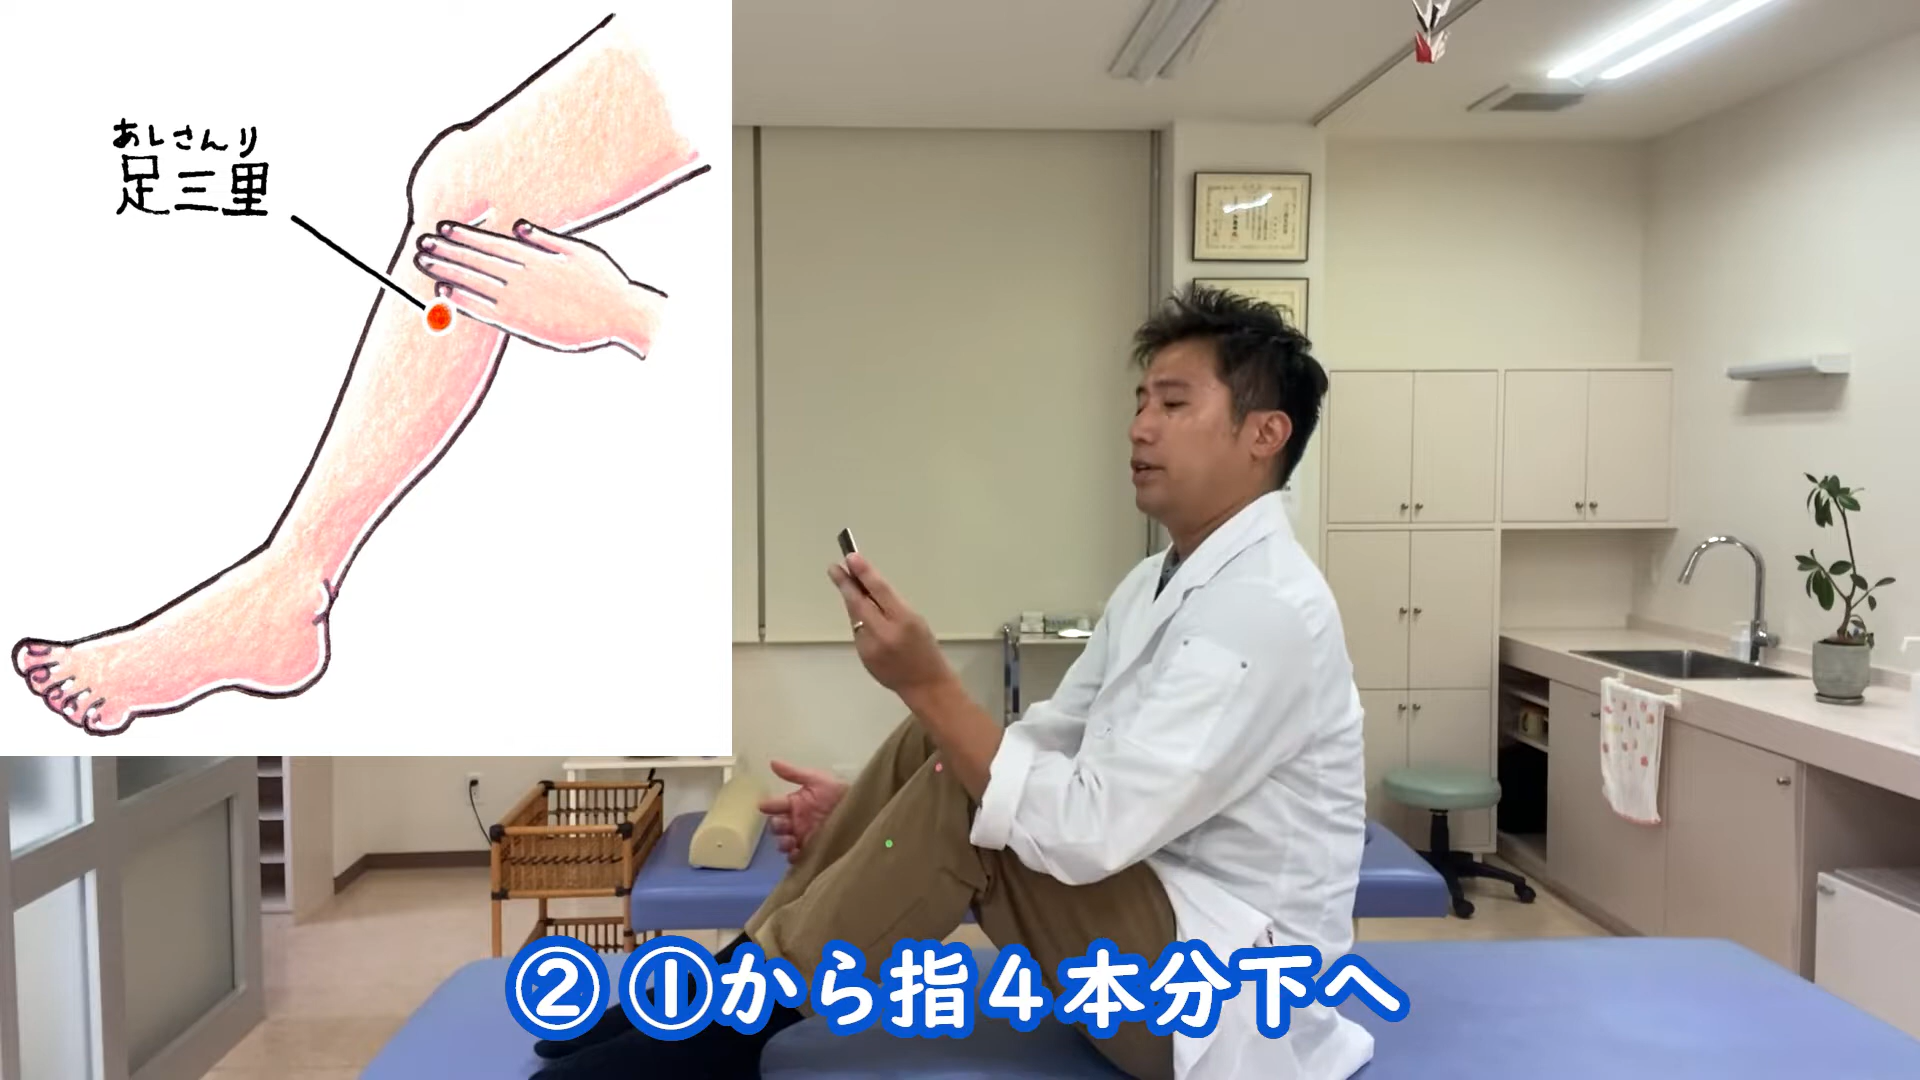 あしさんり
足三里
② ①から指４本分下へ